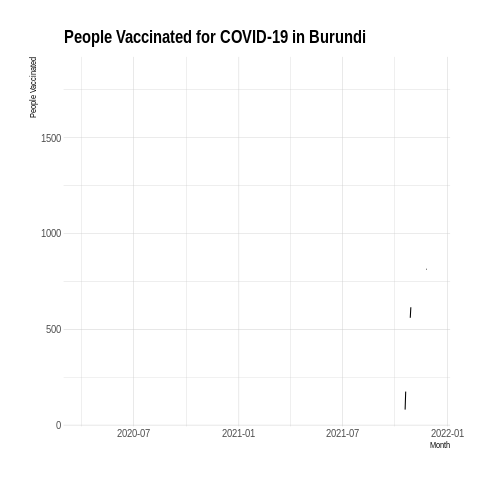 People Vaccinated for COVID-19 in Burundi
People Vaccinated
1500
1000
500
0
2020-07 2021-01 2021-07 2022-01
Month